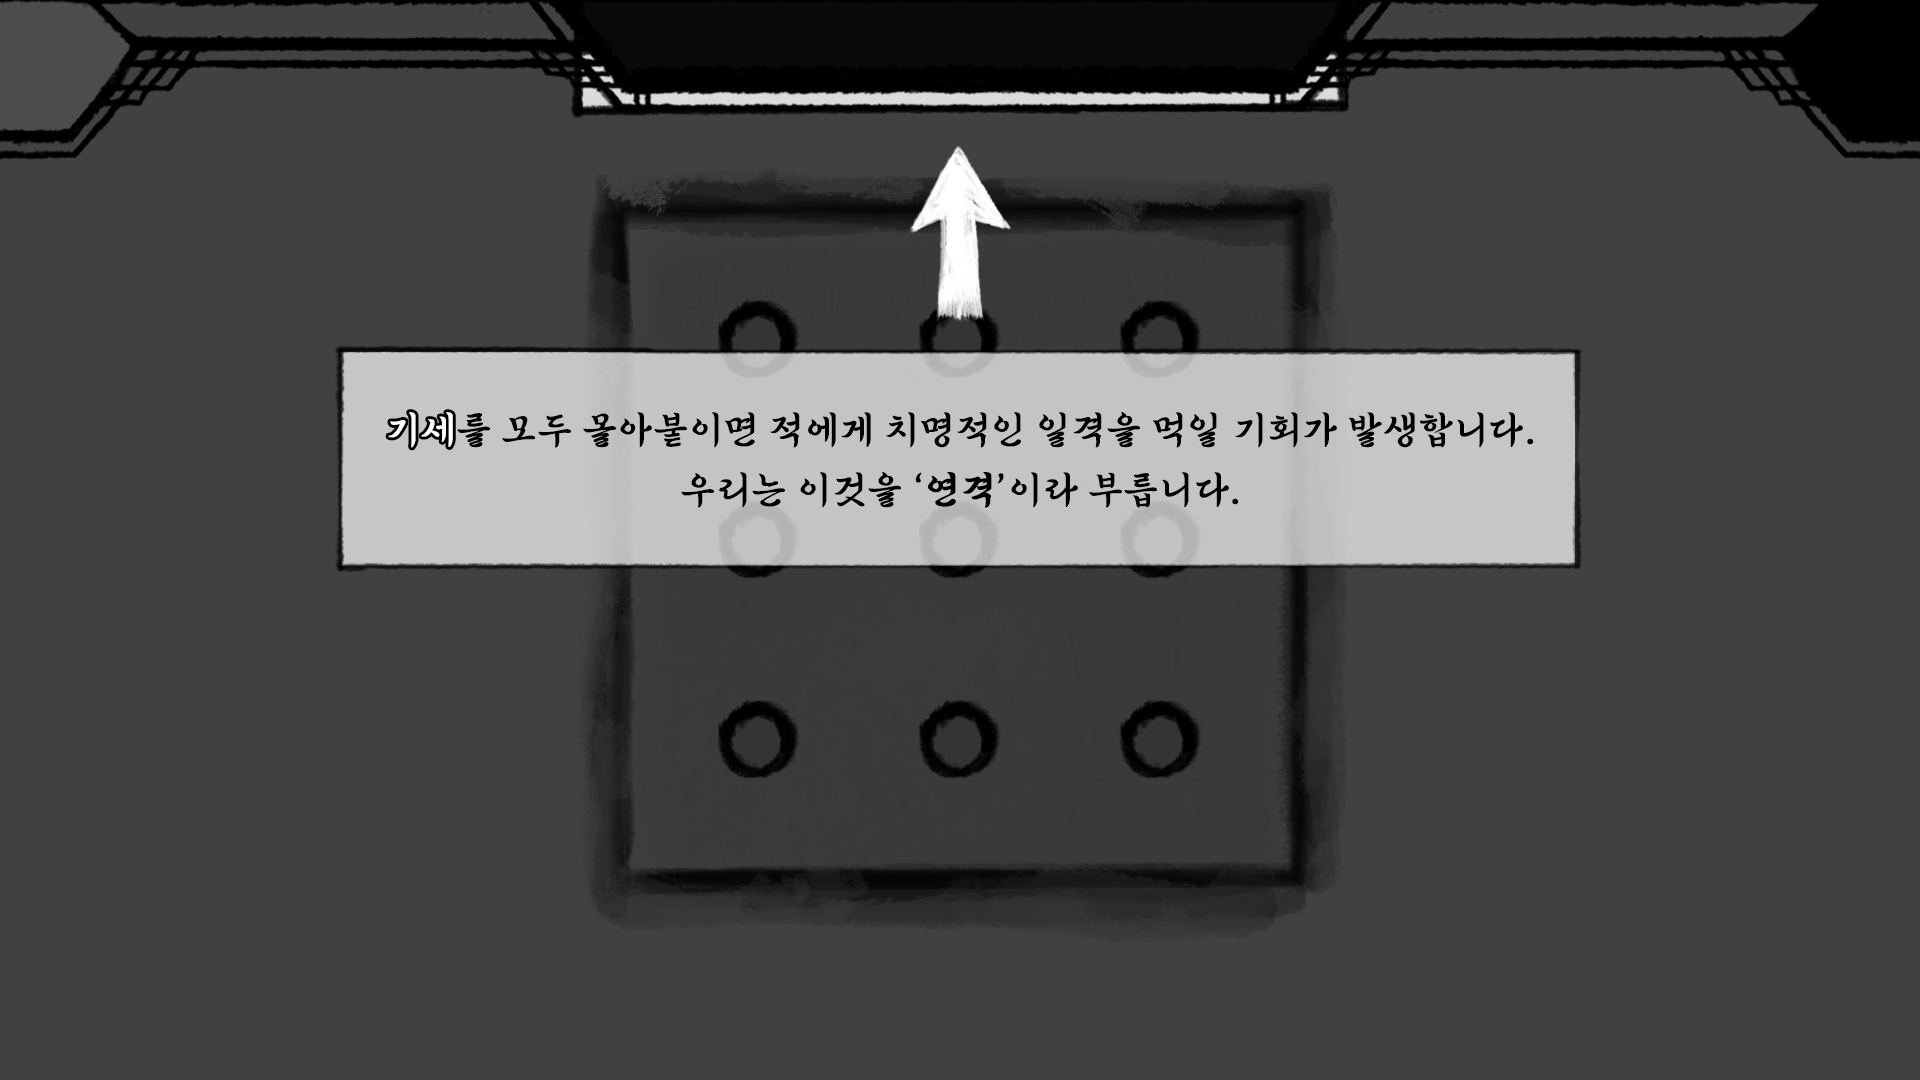 기세를 모두 몰아붙이면 적에게 치명적인 일격을 먹일 기회가 발생합니다.
우리는 이것을 ‘연격’이라 부릅니다.